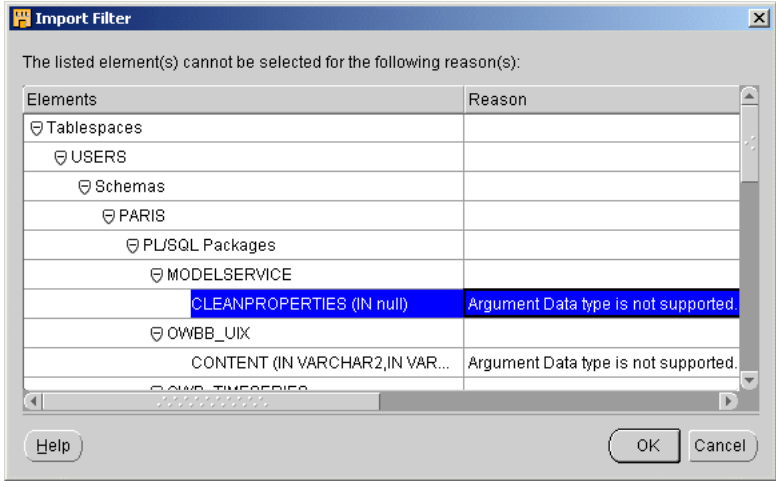 Import Filter
The listed element(s) cannot be selected for the following reason(s):
Elements Reason
Tablespaces
USERS
Schemas
PARIS
PL/SQL Packages
MODELSERVICE
CLEANPROPERTIES (IN null) Argument Data type is not supported.
OWBB_UIX
CONTENT (IN VARCHAR2,IN VAR... Argument Data type is not supported.
Help OK Cancel